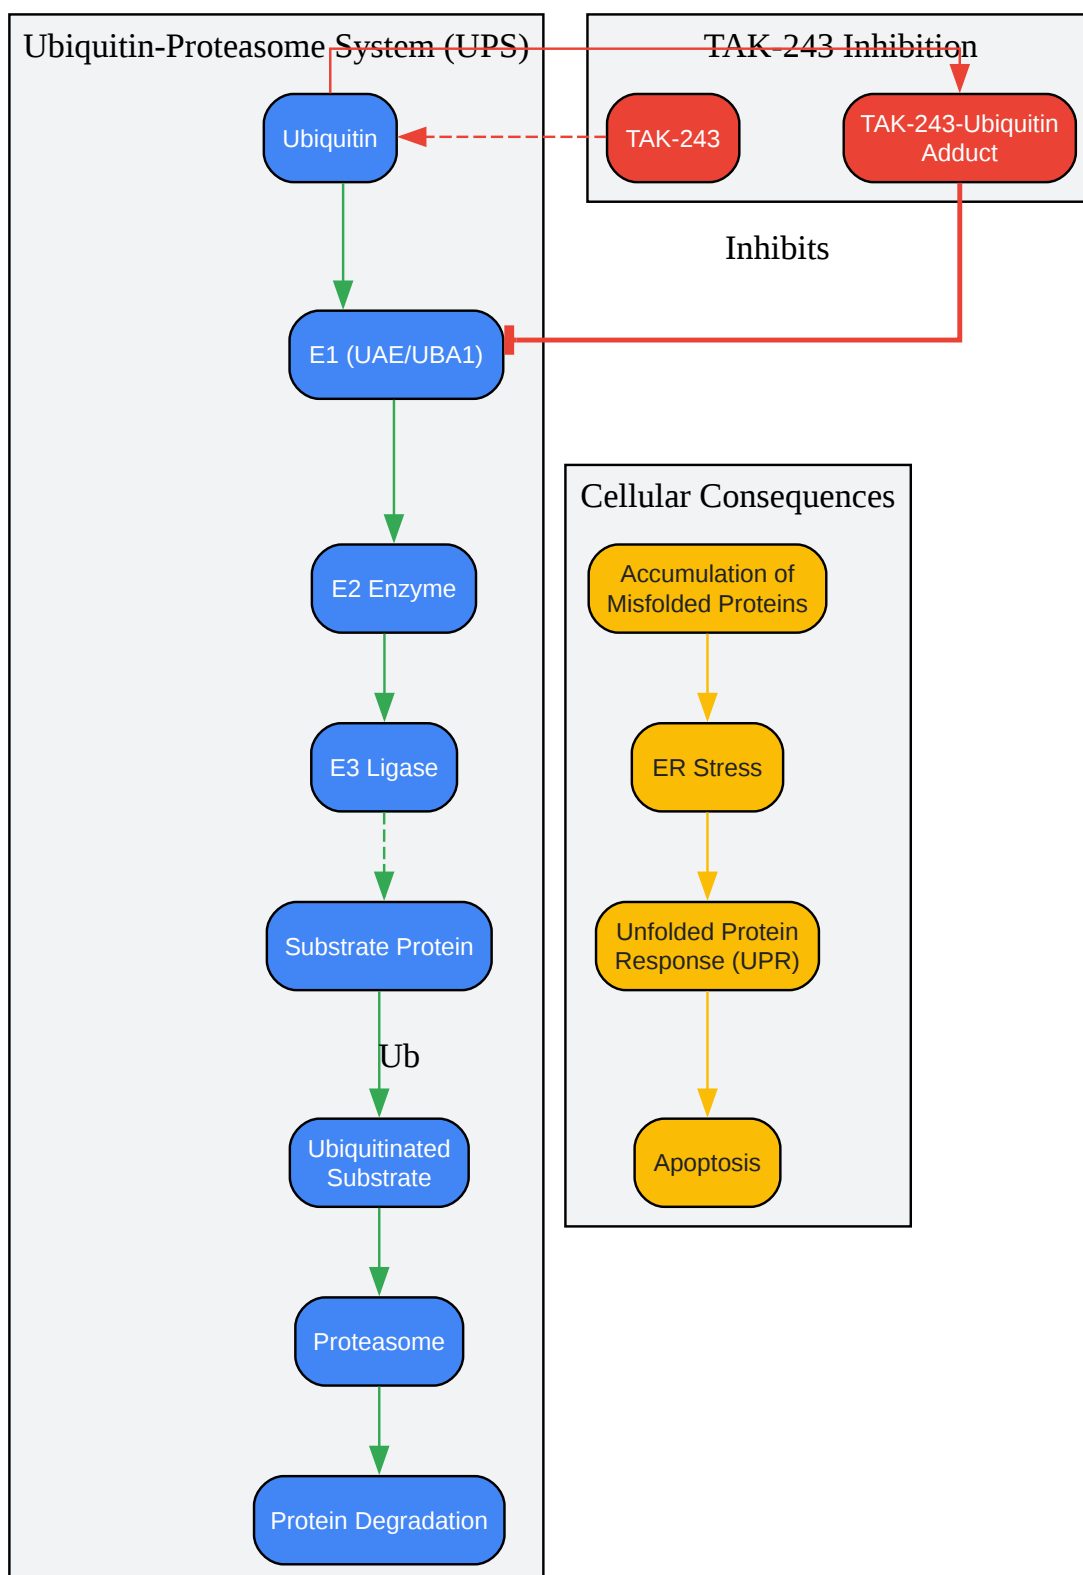 Ubiquitin-Proteasome System (UPS)
Ubiquitin
E1 (UAE/UBA1)
E2 Enzyme
E3 Ligase
Substrate Protein
Ub
Ubiquitinated
Substrate
Proteasome
Protein Degradation
TAK-243 Inhibition
TAK-243
TAK-243-Ubiquitin
Adduct
Inhibits
Cellular Consequences
Accumulation of
Misfolded Proteins
ER Stress
Unfolded Protein
Response (UPR)
Apoptosis